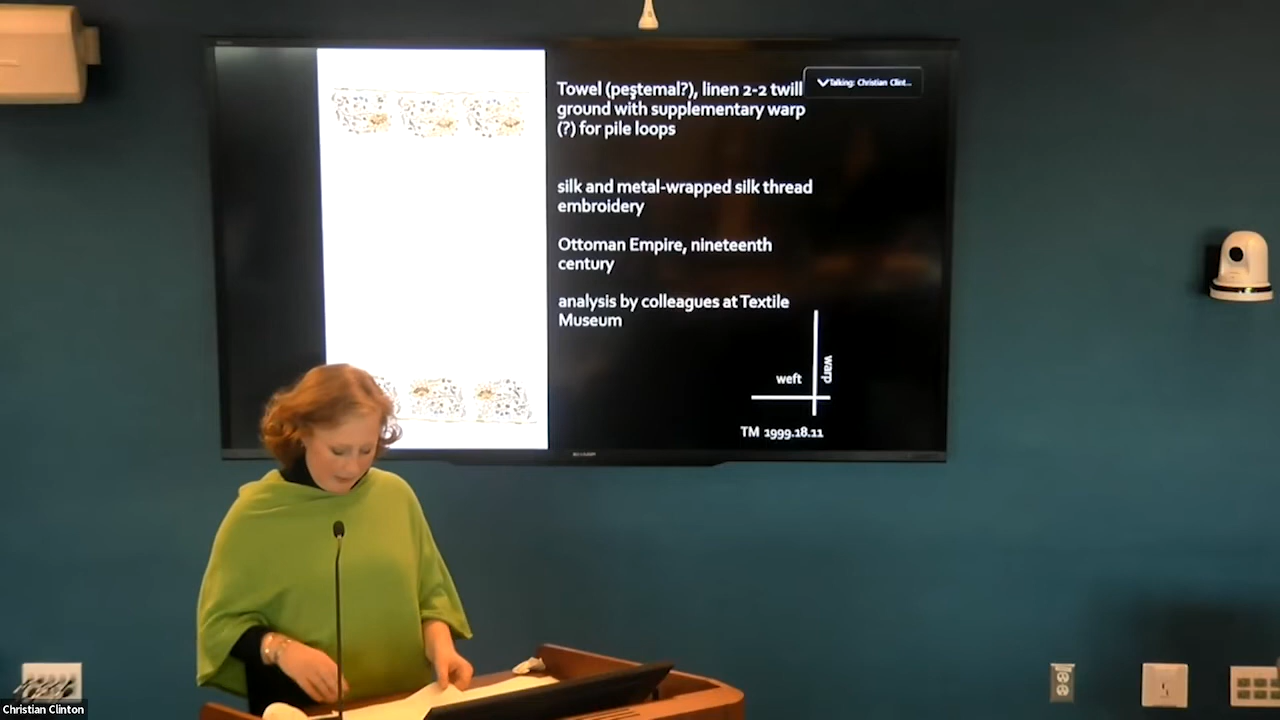 Towel (peştemal?), linen 2-2 twill
ground with supplementary warp
(?) for pile loops
Talking: Christian Clint...
silk and metal-wrapped silk thread
embroidery
Ottoman Empire, nineteenth
century
analysis by colleagues at Textile
Museum
weft
warp
TM 1999.18.11
SHARP
Christian Clinton